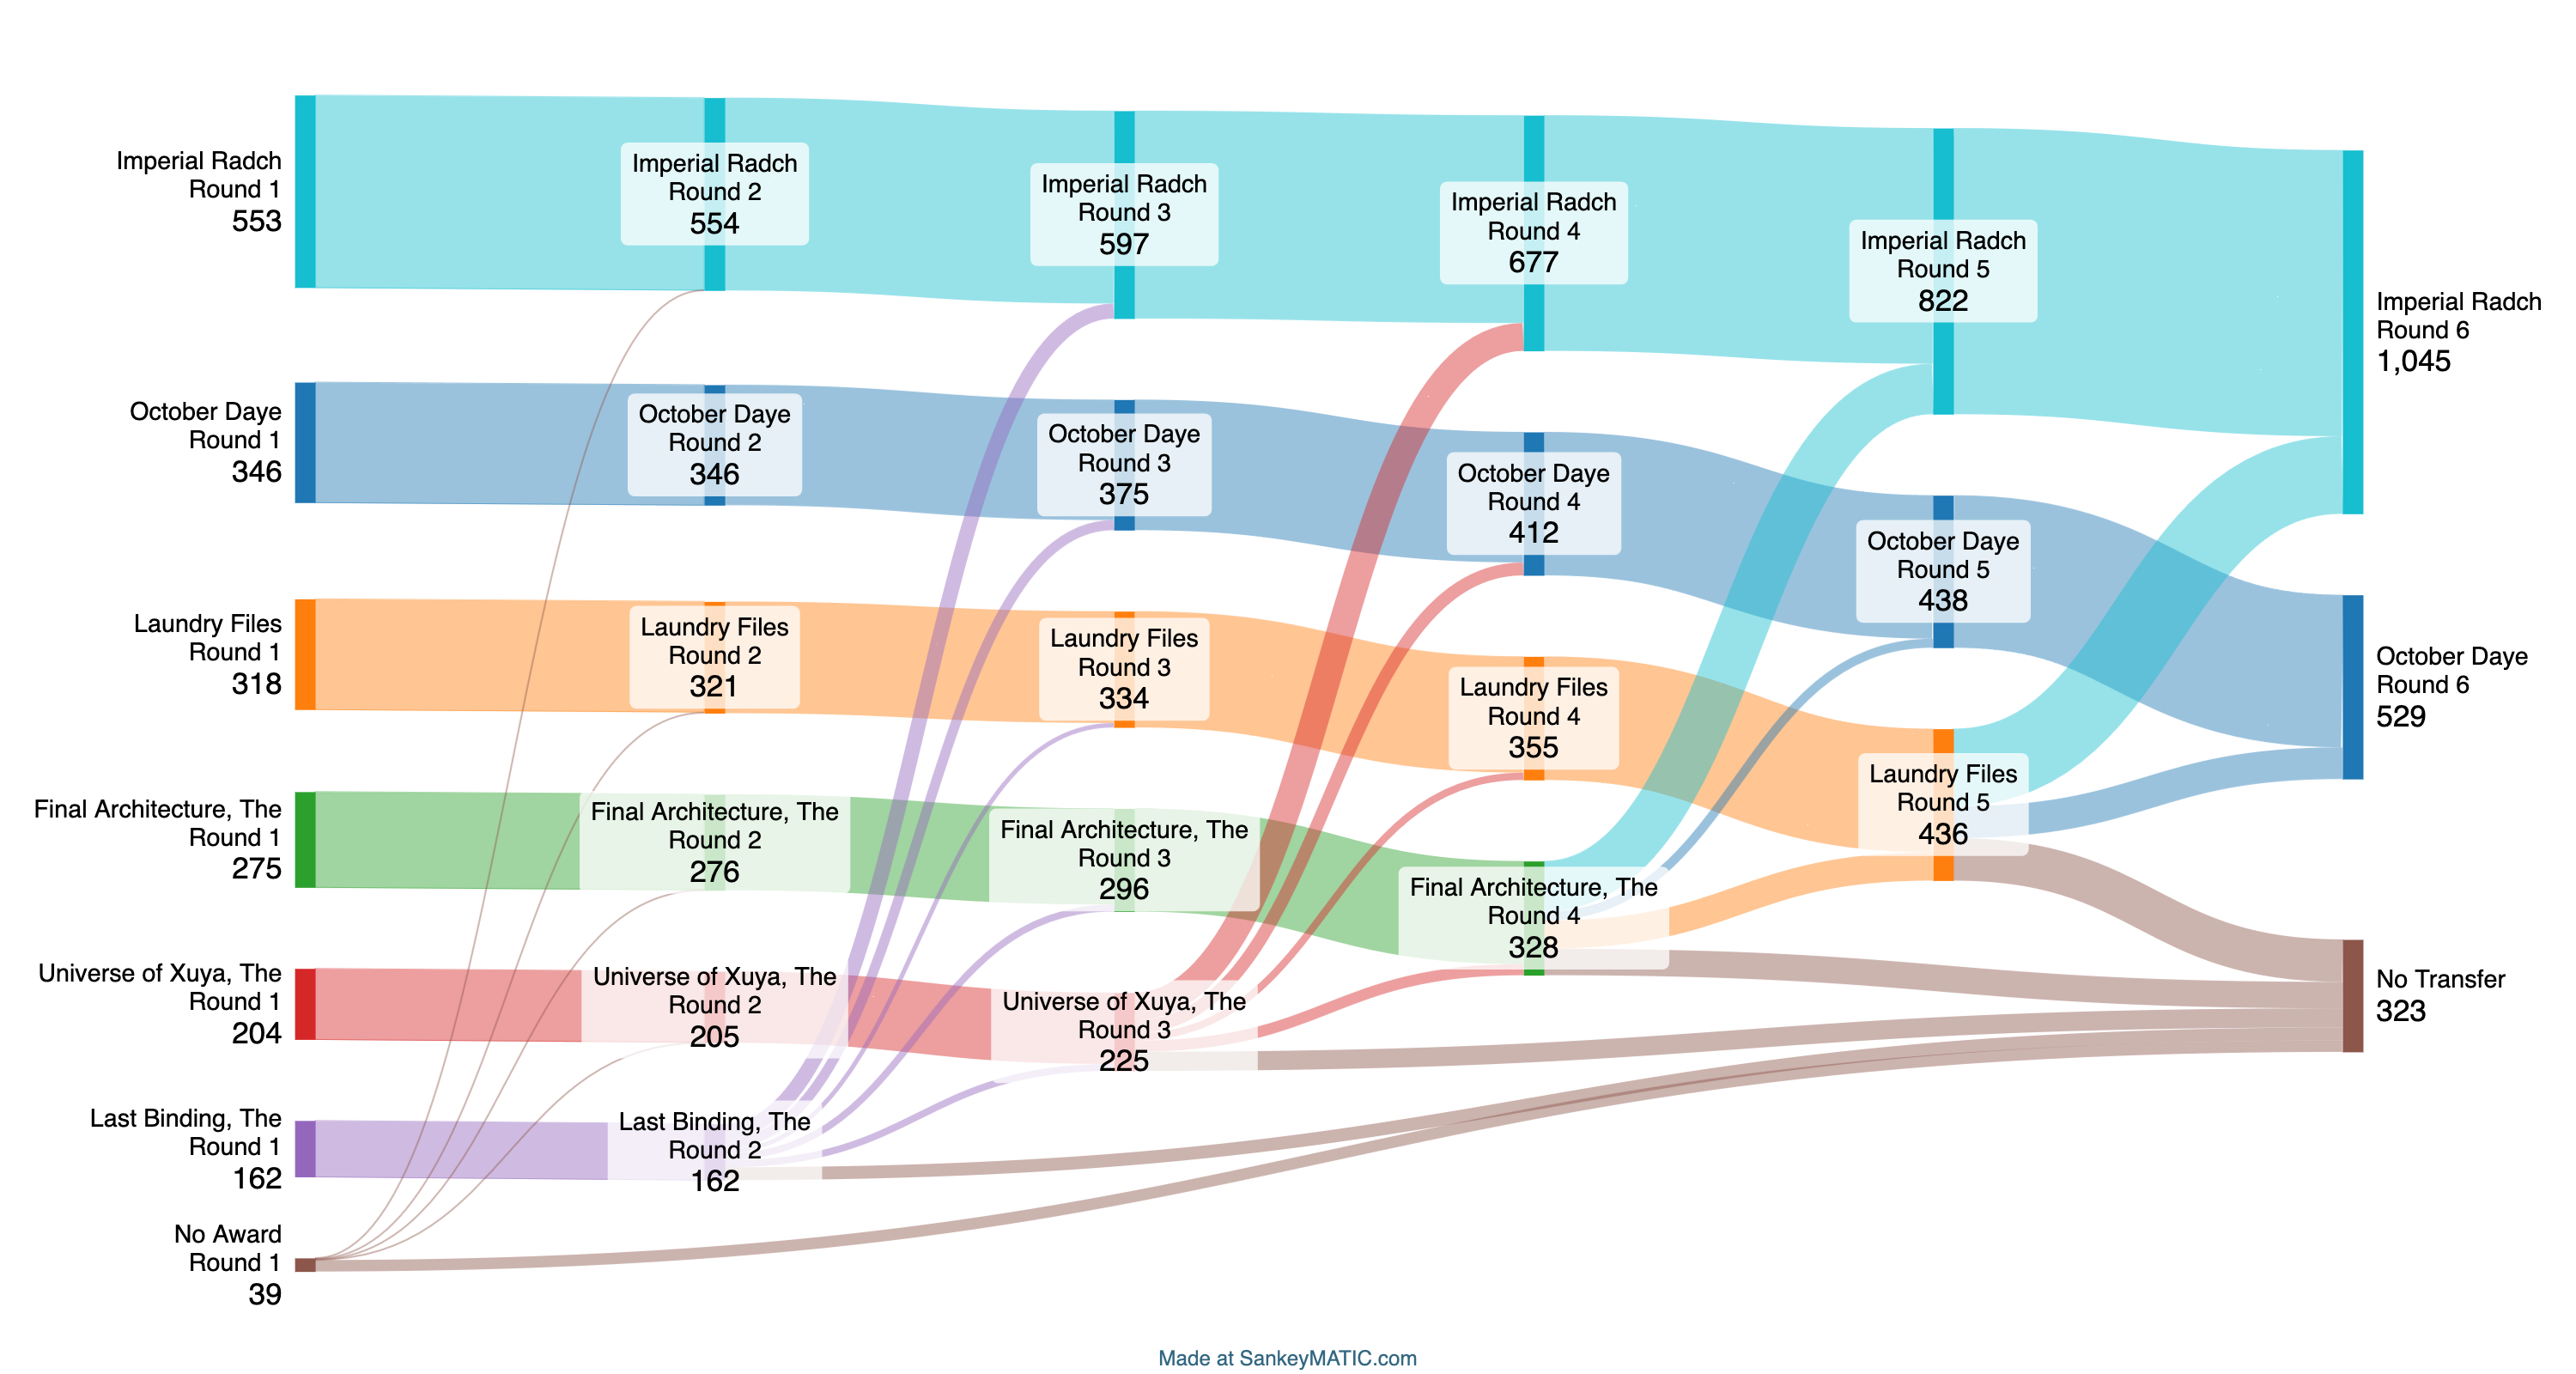 Imperial Radch
Round 1
553
October Daye
Round 1
346
Laundry Files
Round 1
318
Final Architecture, The
Round 1
275
Universe of Xuya, The
Round 1
204
Last Binding, The
Round 1
162
No Award
Round 1
39
Imperial Radch
Round 2
554
October Daye
Round 2
346
Laundry Files
Round 2
321
Final Architecture, The
Round 2
276
Universe of Xuya, The
Round 2
205
Last Binding, The
Round 2
162
Imperial Radch
Round 3
597
October Daye
Round 3
375
Laundry Files
Round 3
334
Final Architecture, The
Round 3
296
Universe of Xuya, The
Round 3
225
Imperial Radch
Round 4
677
October Daye
Round 4
412
Laundry Files
Round 4
355
Final Architecture, The
Round 4
328
Imperial Radch
Round 5
822
October Daye
Round 5
438
Laundry Files
Round 5
436
Imperial Radch
Round 6
1,045
October Daye
Round 6
529
No Transfer
323
Made at SankeyMATIC.com